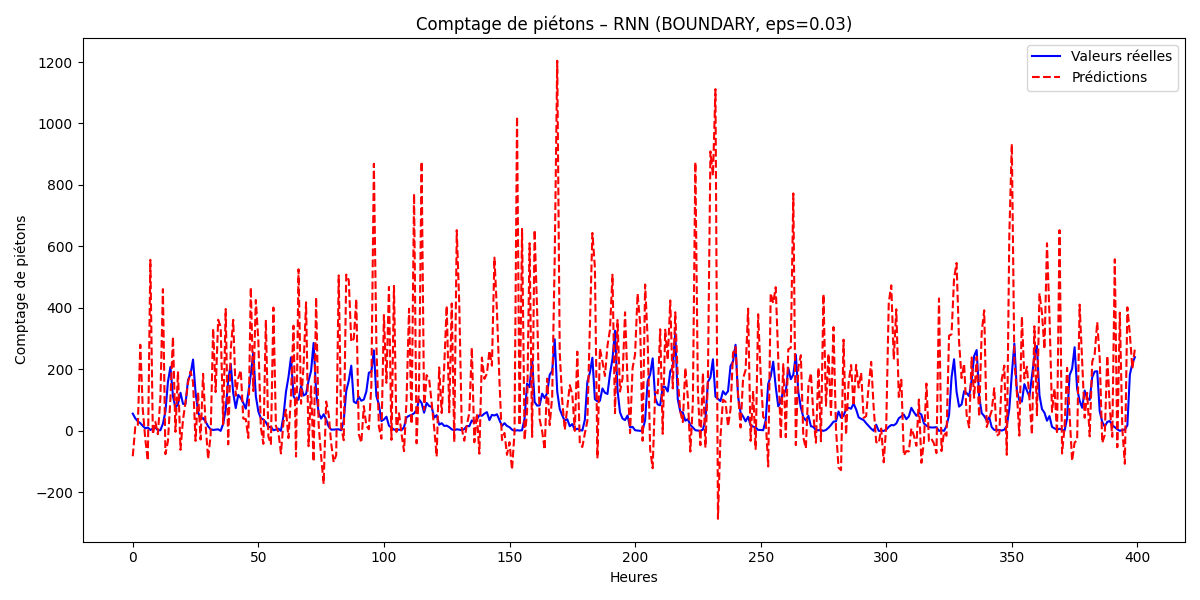 Comptage de piétons – RNN (BOUNDARY, eps=0.03)
Valeurs réelles
Prédictions
Comptage de piétons
1200
1000
800
600
400
200
0
−200
0 50 100 150 200 250 300 350 400
Heures